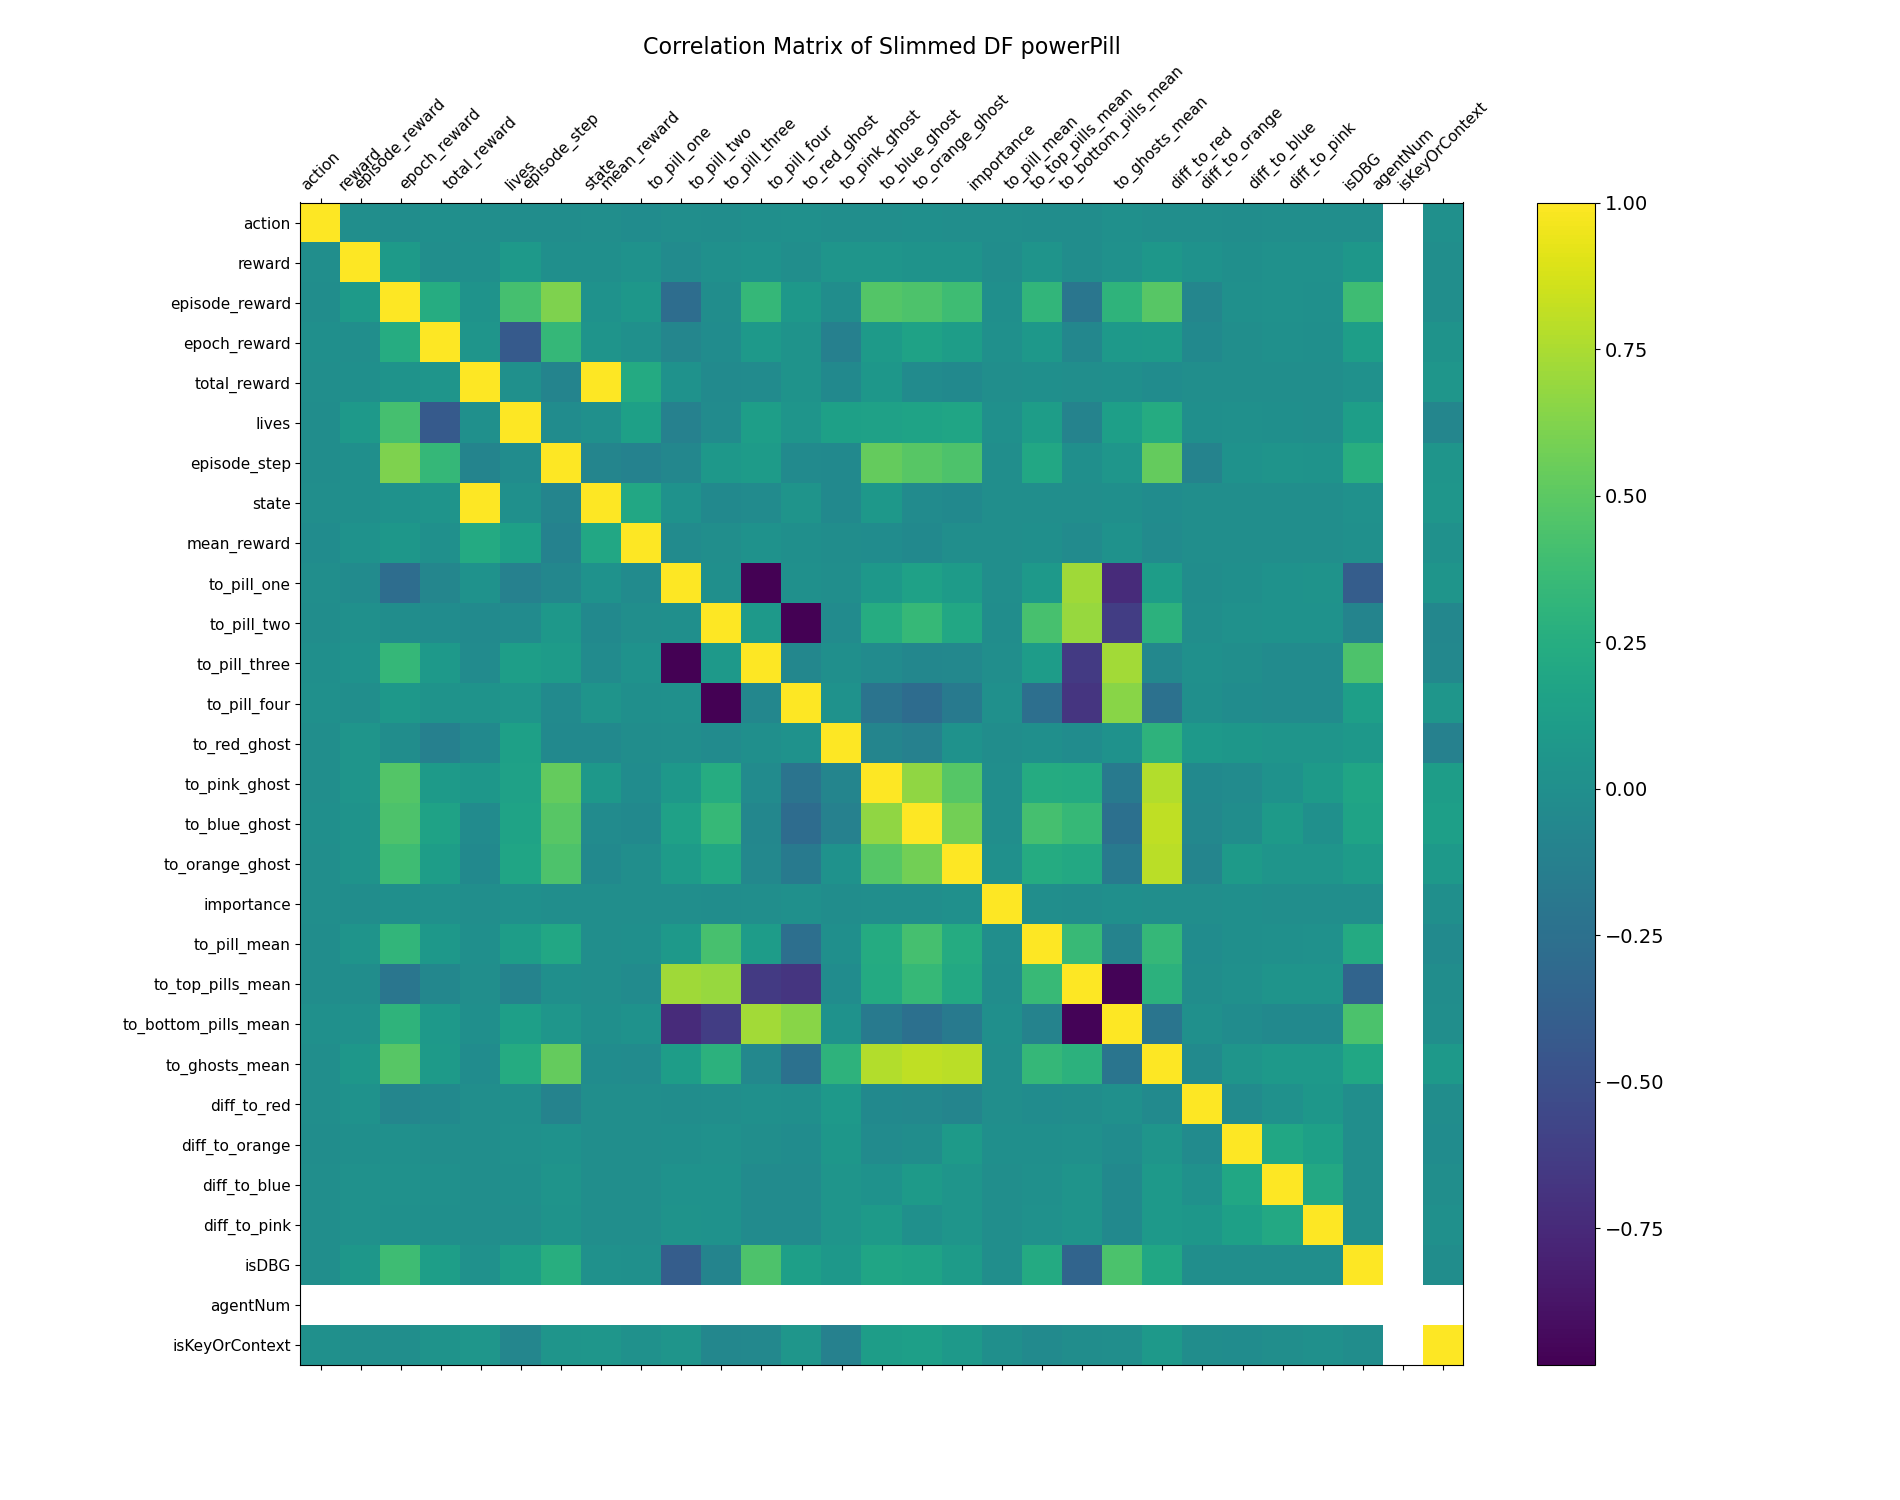 Correlation Matrix of Slimmed DF powerPill
action
reward
episode_reward
epoch_reward
total_reward
lives
episode_step
state
mean_reward
to_pill_one
to_pill_two
to_pill_three
to_pill_four
to_red_ghost
to_pink_ghost
to_blue_ghost
to_orange_ghost
importance
to_pill_mean
to_top_pills_mean
to_bottom_pills_mean
to_ghosts_mean
diff_to_red
diff_to_orange
diff_to_blue
diff_to_pink
isDBG
agentNum
isKeyOrContext
action
reward
episode_reward
epoch_reward
total_reward
lives
episode_step
state
mean_reward
to_pill_one
to_pill_two
to_pill_three
to_pill_four
to_red_ghost
to_pink_ghost
to_blue_ghost
to_orange_ghost
importance
to_pill_mean
to_top_pills_mean
to_bottom_pills_mean
to_ghosts_mean
diff_to_red
diff_to_orange
diff_to_blue
diff_to_pink
isDBG
agentNum
isKeyOrContext
1.00
0.75
0.50
0.25
0.00
−0.25
−0.50
−0.75